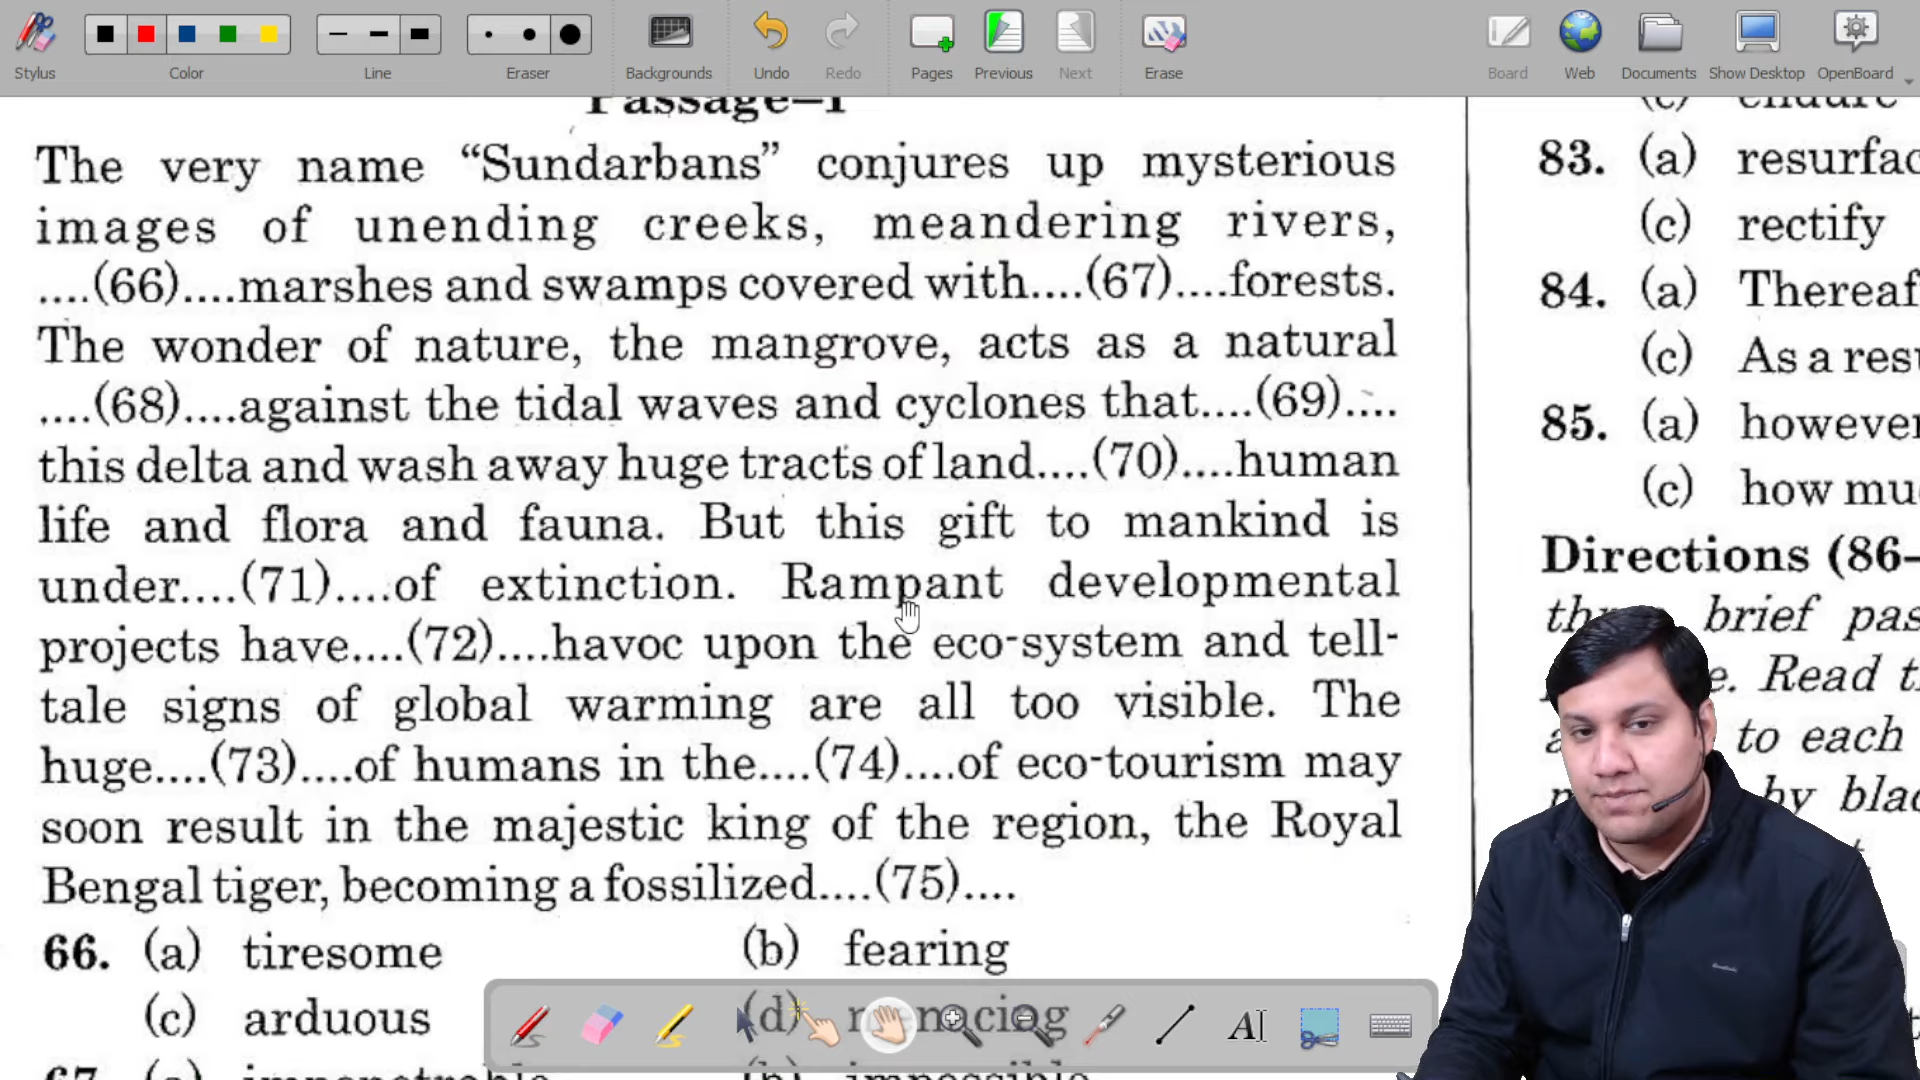 Stylus
Color
Line
Eraser
Backgrounds
Undo
Redo
Pages
Previous
Next
Erase
Board
Web
Documents
Show Desktop
OpenBoard
Passage–I
The very name “Sundarbans” conjures up mysterious
images of unending creeks, meandering rivers,
....(66)....marshes and swamps covered with....(67)....forests.
The wonder of nature, the mangrove, acts as a natural
....(68)....against the tidal waves and cyclones that....(69)....
this delta and wash away huge tracts of land....(70)....human
life and flora and fauna. But this gift to mankind is
under....(71)....of extinction. Rampant developmental
projects have....(72)....havoc upon the eco-system and tell-
tale signs of global warming are all too visible. The
huge....(73)....of humans in the....(74)....of eco-tourism may
soon result in the majestic king of the region, the Royal
Bengal tiger, becoming a fossilized....(75)....
66. (a) tiresome (b) fearing
(c) arduous (d) menacing
67. (a) impenetrable (b) impossible
(c) endure
83. (a) resurfac
(c) rectify
84. (a) Thereaf
(c) As a res
85. (a) however
(c) how mu
Directions (86–
brief pas
e. Read t
to each
by blac